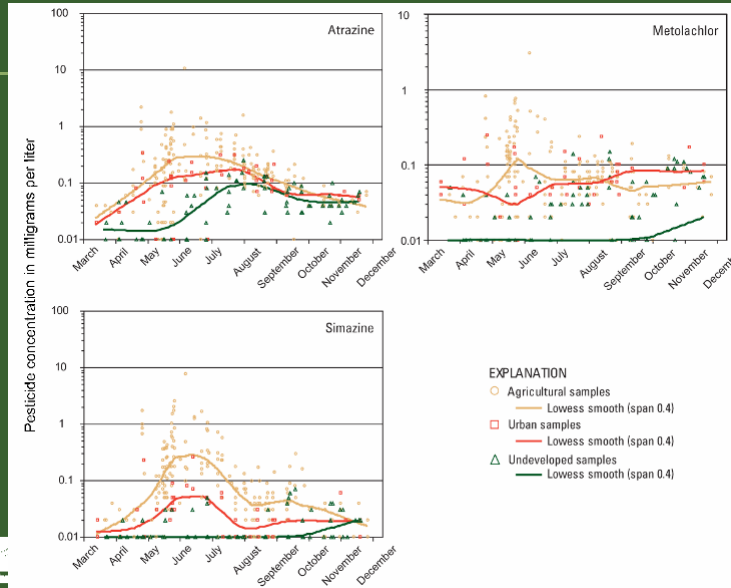 Pesticide concentration in milligrams per liter
Atrazine
100
10
1
0.1
0.01
March
April
May
June
July
August
September
October
November
December
Metolachlor
10
1
0.1
0.01
March
April
May
June
July
August
September
October
November
Decem
Simazine
100
10
1
0.1
0.01
March
April
May
June
July
August
September
October
November
December
EXPLANATION
Agricultural samples
Lowess smooth (span 0.4)
Urban samples
Lowess smooth (span 0.4)
Undeveloped samples
Lowess smooth (span 0.4)